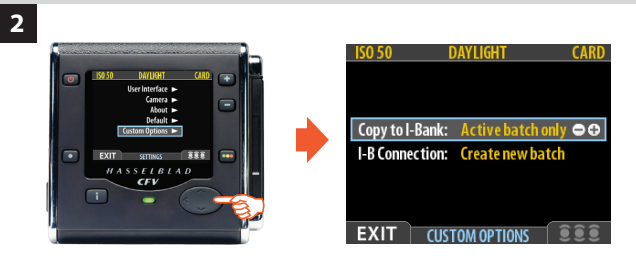 2
ISO 50 DAYLIGHT CARD
User Interface
Camera
About
Default
Custom Options
EXIT SETTINGS
HASSELBLAD
CFV
i
ISO 50 DAYLIGHT CARD
Copy to I-Bank: Active batch only
I-B Connection: Create new batch
EXIT CUSTOM OPTIONS